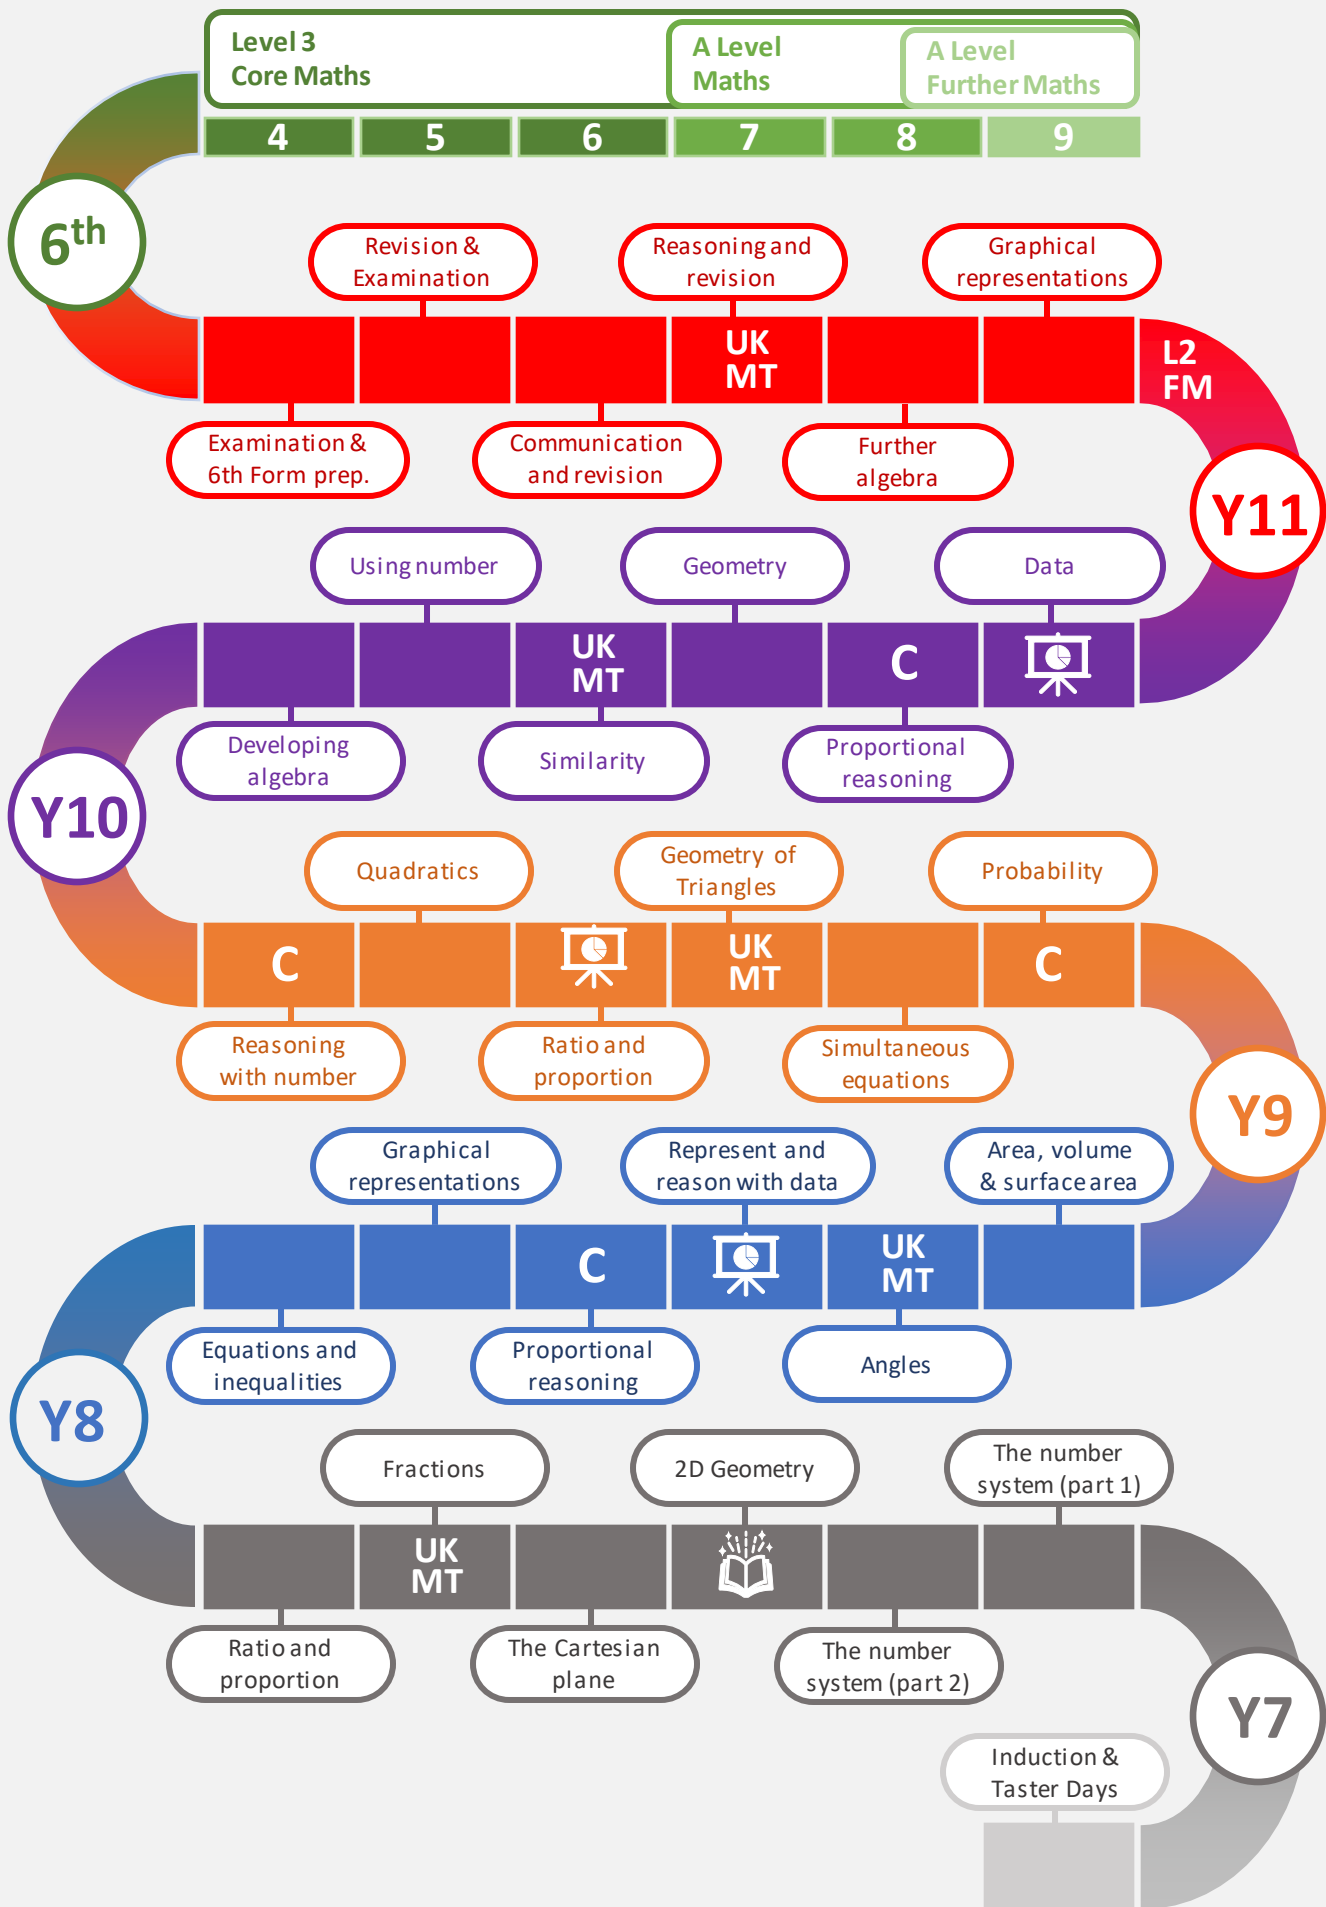 Level 3
Core Maths
A Level
Maths
A Level
Further Maths
4 5 6 7 8 9
6th
Revision &
Examination
Reasoning and
revision
Graphical
representations
UK
MT
L2
FM
Examination &
6th Form prep.
Communication
and revision
Further
algebra
Y11
Using number
Geometry
Data
UK
MT
C
Developing
algebra
Similarity
Proportional
reasoning
Y10
Quadratics
Geometry of
Triangles
Probability
C
UK
MT
C
Reasoning
with number
Ratio and
proportion
Simultaneous
equations
Y9
Graphical
representations
Represent and
reason with data
Area, volume
& surface area
C
UK
MT
Equations and
inequalities
Proportional
reasoning
Angles
Y8
Fractions
2D Geometry
The number
system (part 1)
UK
MT
Ratio and
proportion
The Cartesian
plane
The number
system (part 2)
Y7
Induction &
Taster Days